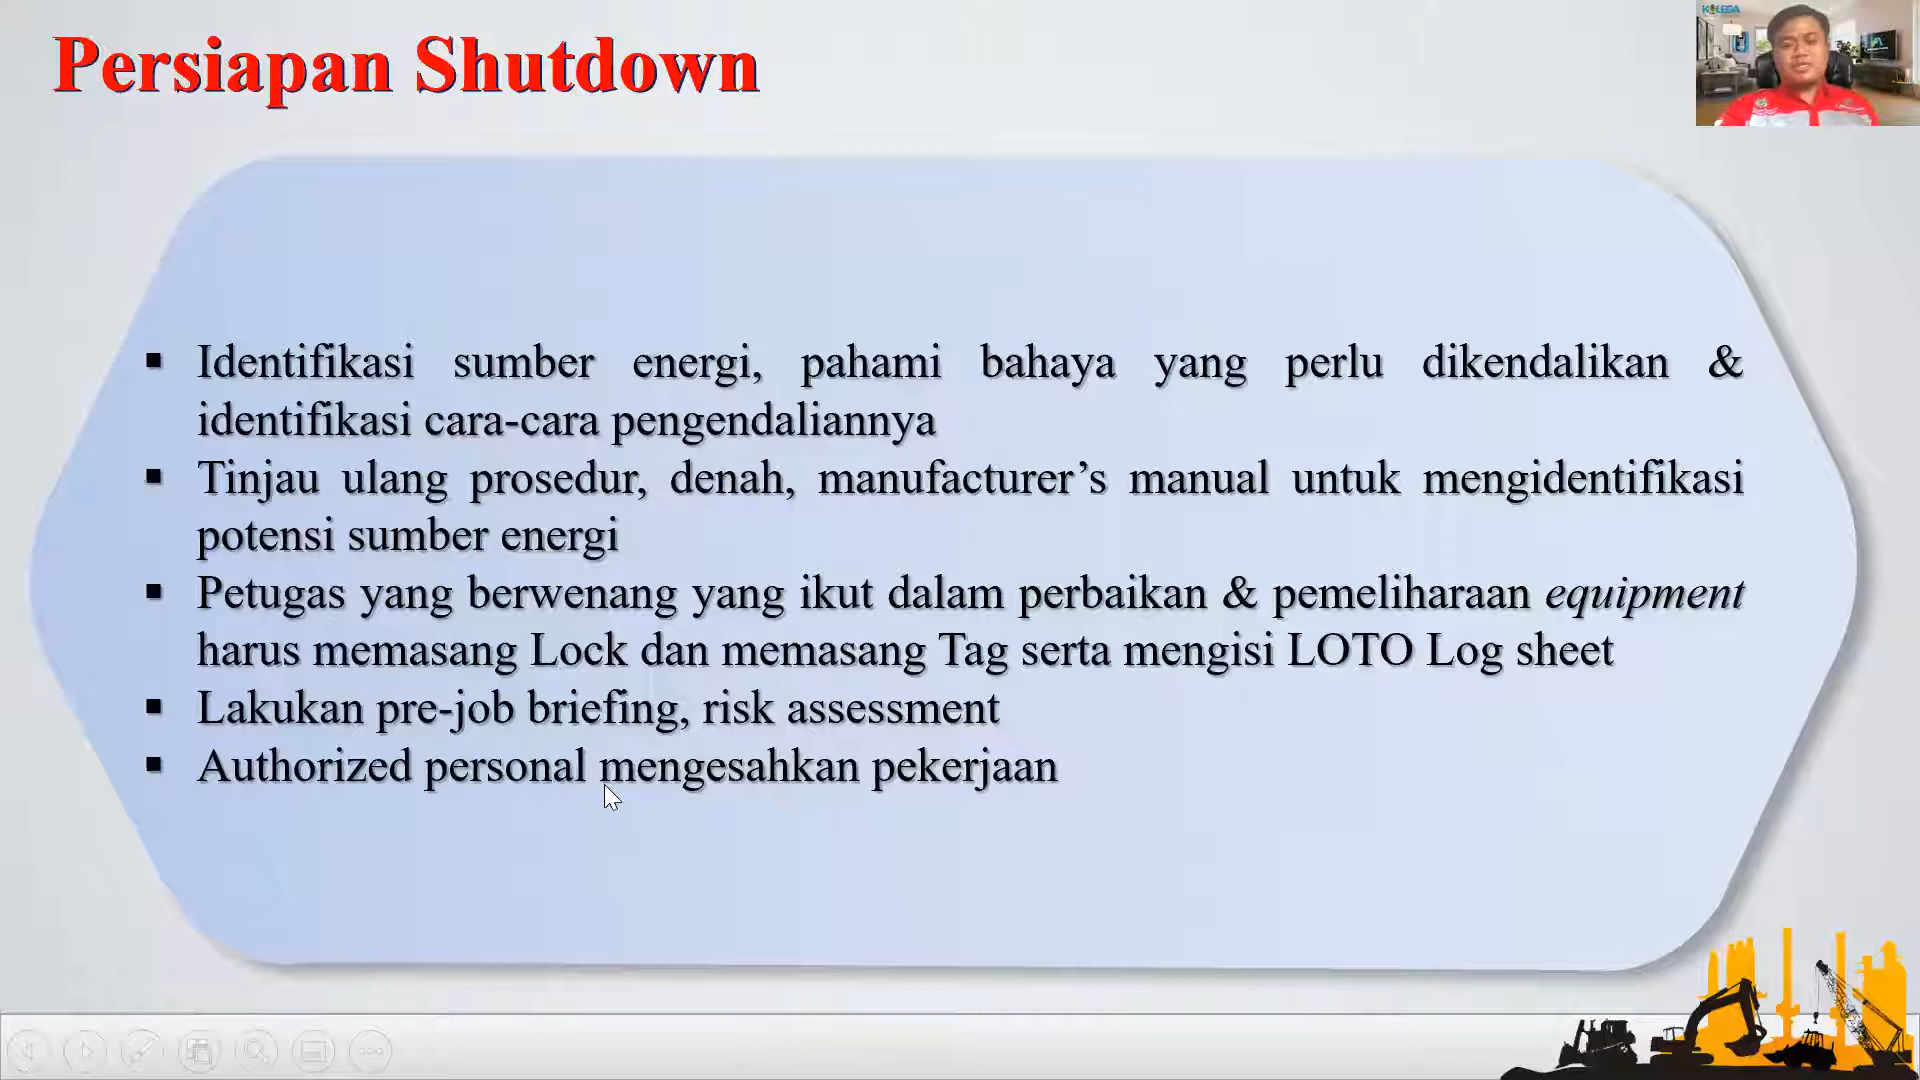 Persiapan Shutdown
KOLEGA
▪ Identifikasi sumber energi, pahami bahaya yang perlu dikendalikan &
identifikasi cara-cara pengendaliannya
▪ Tinjau ulang prosedur, denah, manufacturer’s manual untuk mengidentifikasi
potensi sumber energi
▪ Petugas yang berwenang yang ikut dalam perbaikan & pemeliharaan equipment
harus memasang Lock dan memasang Tag serta mengisi LOTO Log sheet
▪ Lakukan pre-job briefing, risk assessment
▪ Authorized personal mengesahkan pekerjaan